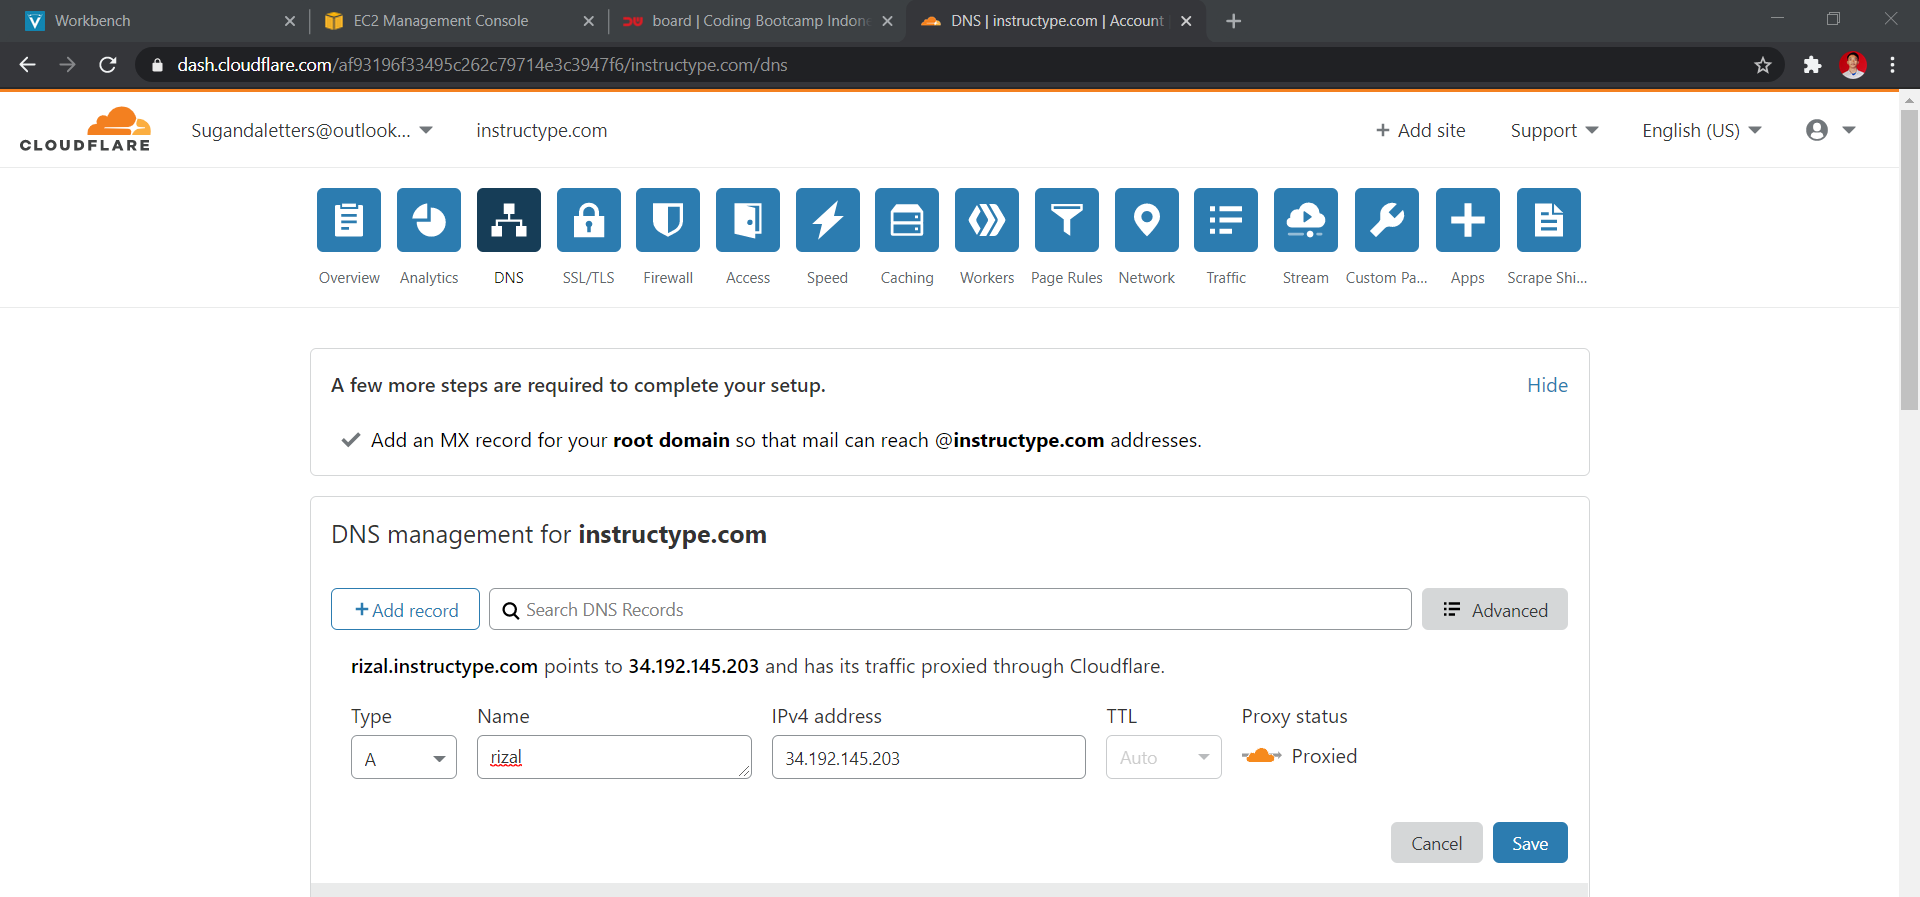 Workbench
EC2 Management Console
board | Coding Bootcamp Indone
DNS | instructype.com | Account
dash.cloudflare.com/af93196f33495c262c79714e3c3947f6/instructype.com/dns
CLOUDFLARE
Sugandaletters@outlook...
instructype.com
+ Add site
Support
English (US)
Overview
Analytics
DNS
SSL/TLS
Firewall
Access
Speed
Caching
Workers
Page Rules
Network
Traffic
Stream
Custom Pa...
Apps
Scrape Shi...
A few more steps are required to complete your setup.
Hide
Add an MX record for your root domain so that mail can reach @instructype.com addresses.
DNS management for instructype.com
+ Add record
Search DNS Records
Advanced
rizal.instructype.com points to 34.192.145.203 and has its traffic proxied through Cloudflare.
Type
Name
IPv4 address
TTL
Proxy status
A
rizal
34.192.145.203
Auto
Proxied
Cancel
Save